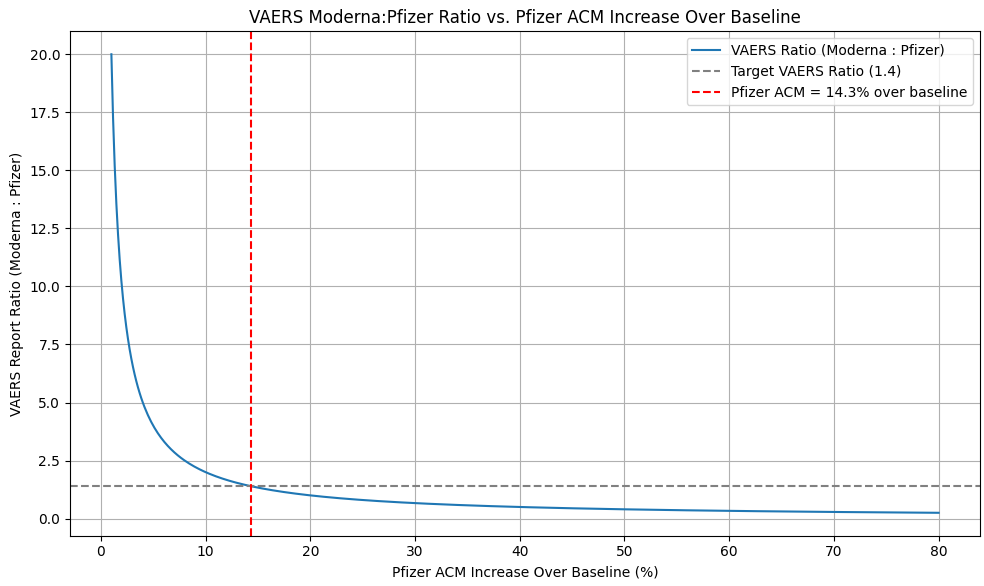 VAERS Moderna:Pfizer Ratio vs. Pfizer ACM Increase Over Baseline
VAERS Ratio (Moderna : Pfizer)
Target VAERS Ratio (1.4)
Pfizer ACM = 14.3% over baseline
VAERS Report Ratio (Moderna : Pfizer)
20.0
17.5
15.0
12.5
10.0
7.5
5.0
2.5
0.0
0 10 20 30 40 50 60 70 80
Pfizer ACM Increase Over Baseline (%)